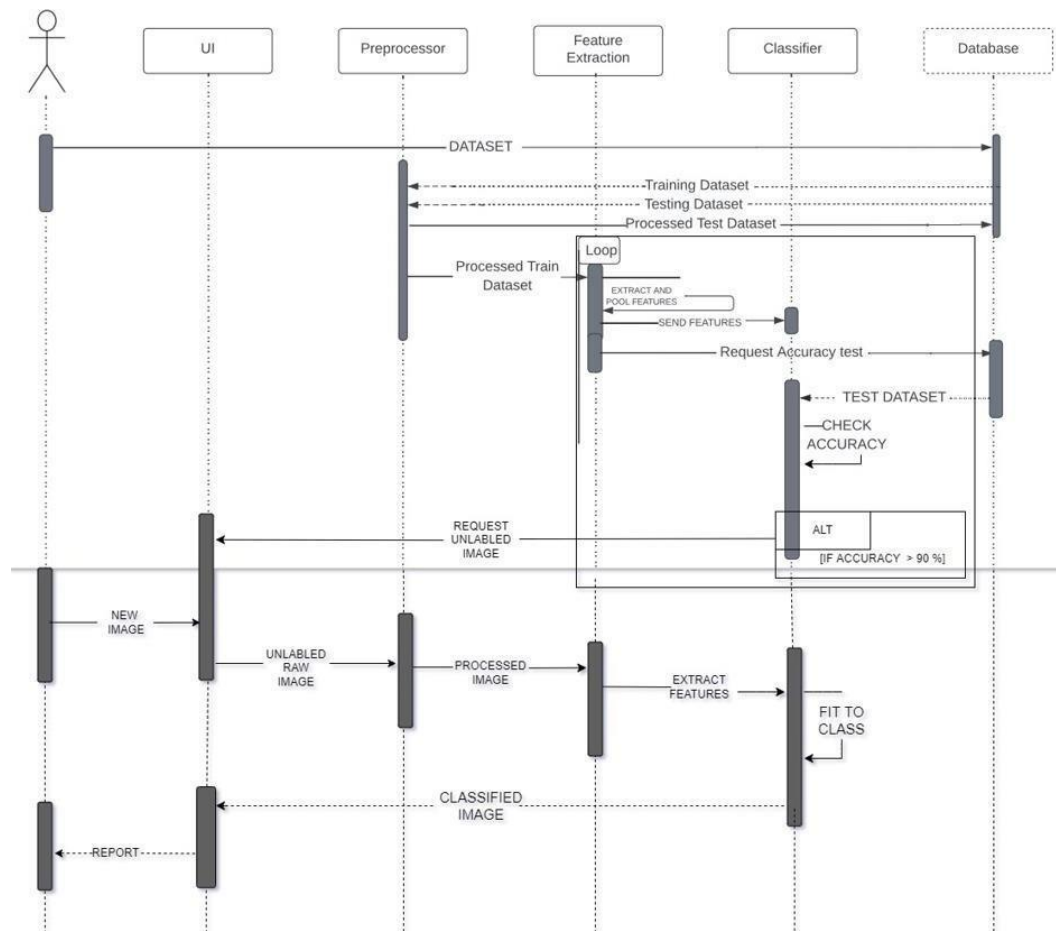 UI
Preprocessor
Feature
Extraction
Classifier
Database
DATASET
Training Dataset
Testing Dataset
Processed Test Dataset
Loop
Processed Train
Dataset
EXTRACT AND
POOL FEATURES
SEND FEATURES
Request Accuracy test
TEST DATASET
CHECK
ACCURACY
REQUEST
UNLABLED
IMAGE
ALT
[IF ACCURACY > 90 %]
NEW
IMAGE
UNLABLED
RAW
IMAGE
PROCESSED
IMAGE
EXTRACT
FEATURES
FIT TO
CLASS
CLASSIFIED
IMAGE
REPORT